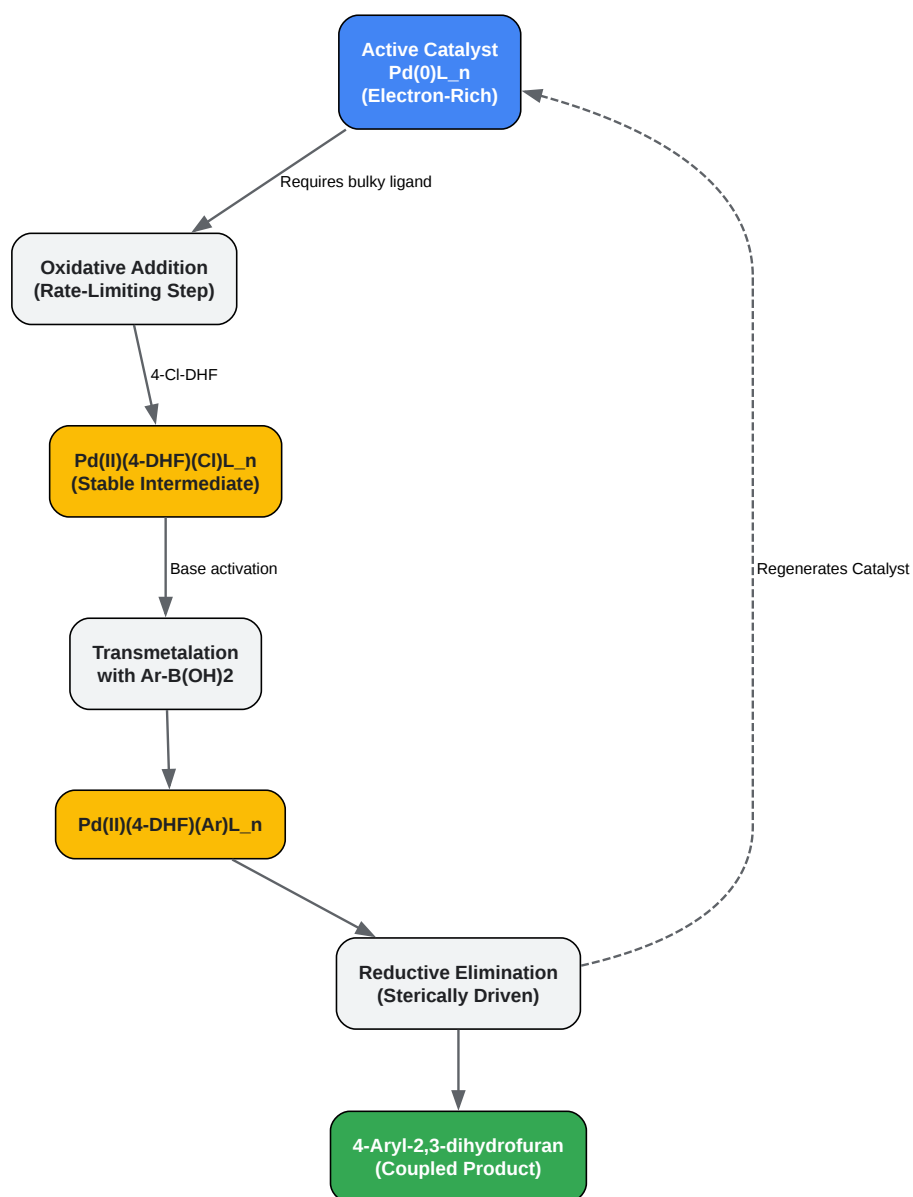 Active Catalyst
Pd(0)L_n
(Electron-Rich)
Requires bulky ligand
Oxidative Addition
(Rate-Limiting Step)
4-Cl-DHF
Pd(II)(4-DHF)(Cl)L_n
(Stable Intermediate)
Base activation
Regenerates Catalyst
Transmetalation
with Ar-B(OH)2
Pd(II)(4-DHF)(Ar)L_n
Reductive Elimination
(Sterically Driven)
4-Aryl-2,3-dihydrofuran
(Coupled Product)